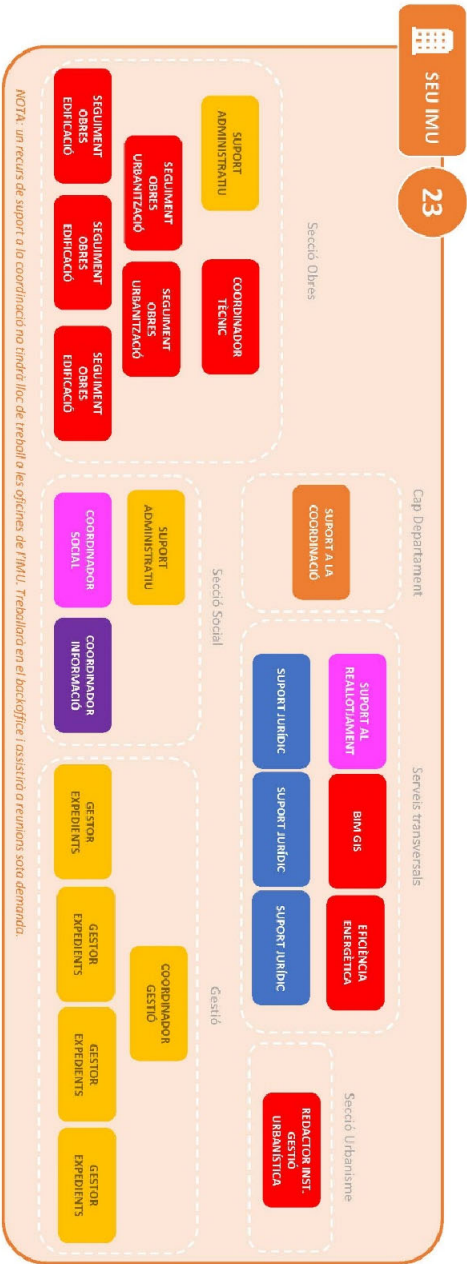 SEU IMU
23
Cap Departament
SUPORT A LA
COORDINACIÓ
Serveis transversals
SUPORT AL
REALLOTJAMENT
BIM GIS
EFICIÈNCIA
ENERGÈTICA
SUPORT JURÍDIC
SUPORT JURÍDIC
SUPORT JURÍDIC
Secció Urbanisme
REDACTOR INST.
GESTIÓ
URBANÍSTICA
Secció Obres
SUPORT
ADMINISTRATIU
COORDINADOR
TÈCNIC
SEGUIMENT
OBRES
URBANITZACIÓ
SEGUIMENT
OBRES
URBANITZACIÓ
SEGUIMENT
OBRES
EDIFICACIÓ
SEGUIMENT
OBRES
EDIFICACIÓ
SEGUIMENT
OBRES
EDIFICACIÓ
Secció Social
SUPORT
ADMINISTRATIU
COORDINADOR
SOCIAL
COORDINADOR
INFORMACIÓ
Gestió
COORDINADOR
GESTIÓ
GESTOR
EXPEDIENTS
GESTOR
EXPEDIENTS
GESTOR
EXPEDIENTS
GESTOR
EXPEDIENTS
NOTA: un recurs de suport a la coordinació no tindrà lloc de treball a les oficines de l'IMU. Treballarà en el backoffice i assistirà a reunions sota demanda.